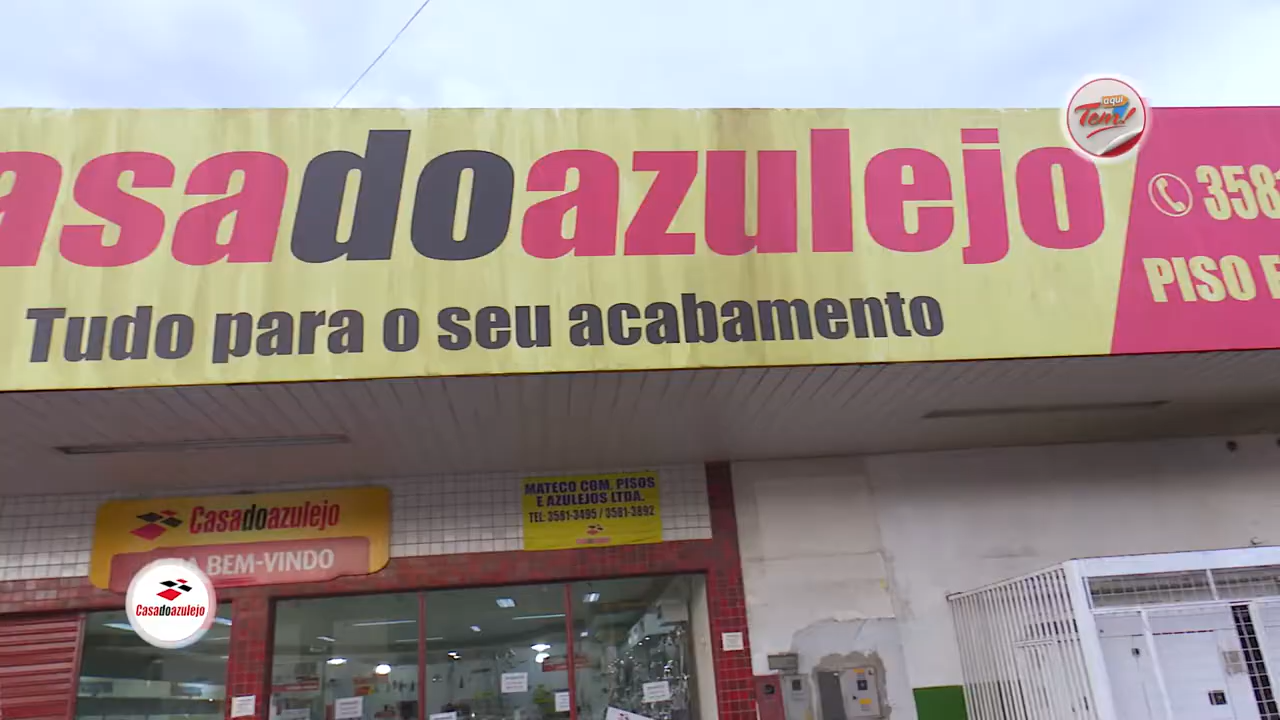 asadoazulejo
Tudo para o seu acabamento
aqui
Tem!
3581
PISO F
Casadoazulejo
BEM-VINDO
MATECO COM. PISOS
E AZULEJOS LTDA.
TEL: 3581-3495 / 3581-3892
Casadoazulejo